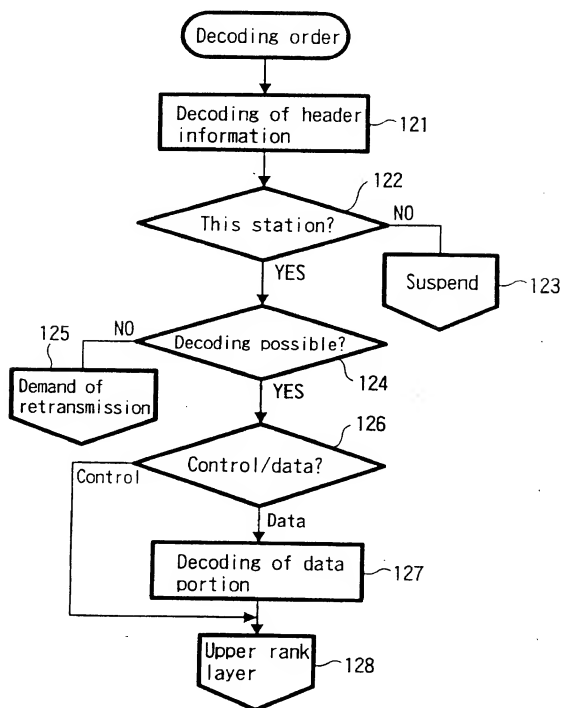 Decoding order
Decoding of header
information
121
122
This station?
NO
YES
Suspend
123
125
NO
Decoding possible?
124
Demand of
retransmission
YES
126
Control/data?
Control
Data
Decoding of data
portion
127
Upper rank
layer
128